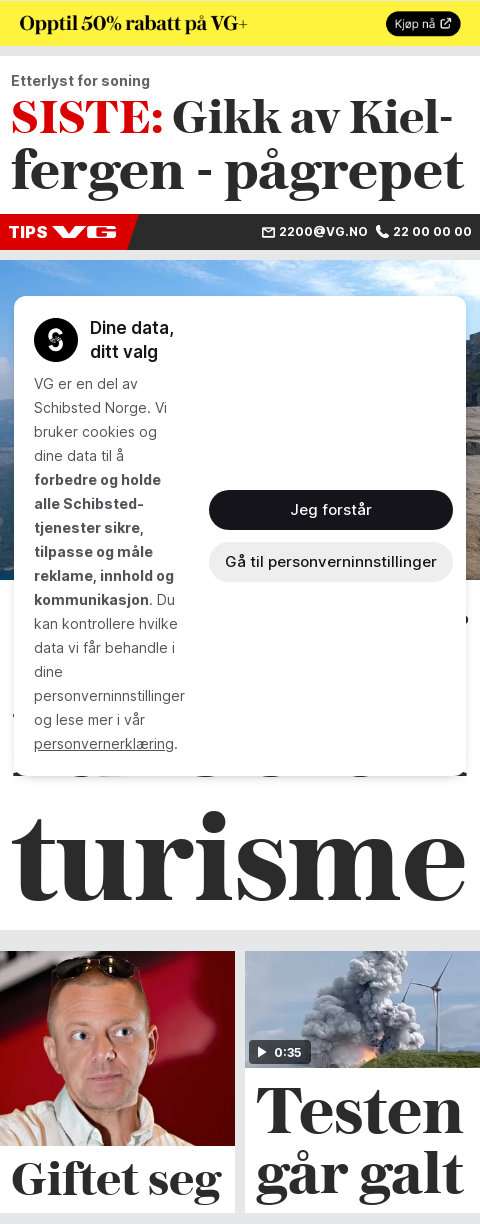 Opptil 50% rabatt på VG+
Kjøp nå
Etterlyst for soning
SISTE: Gikk av Kiel-
fergen - pågrepet
TIPS VG
2200@VG.NO 22 00 00 00
Dine data,
ditt valg
VG er en del av
Schibsted Norge. Vi
bruker cookies og
dine data til å
forbedre og holde
alle Schibsted-
tjenester sikre,
tilpasse og måle
reklame, innhold og
kommunikasjon. Du
kan kontrollere hvilke
data vi får behandle i
dine
personverninnstillinger
og lese mer i vår
personvernerklæring.
Jeg forstår
Gå til personverninnstillinger
turisme
0:35
Giftet seg
Testen
går galt